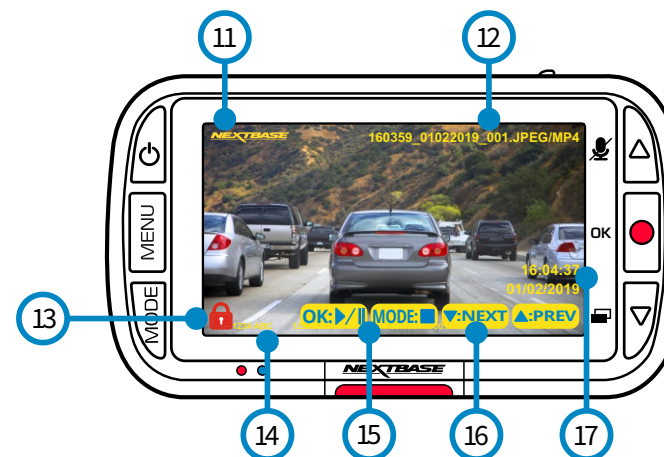 11
12
NEXTBASE
160359_01022019_001.JPEG/MP4
OK
MENU
16:04:37
01/02/2019
MODE
13
OK:▶/|| MODE:■ ▼:NEXT ▲:PREV
NEXTBASE
14
15
16
17